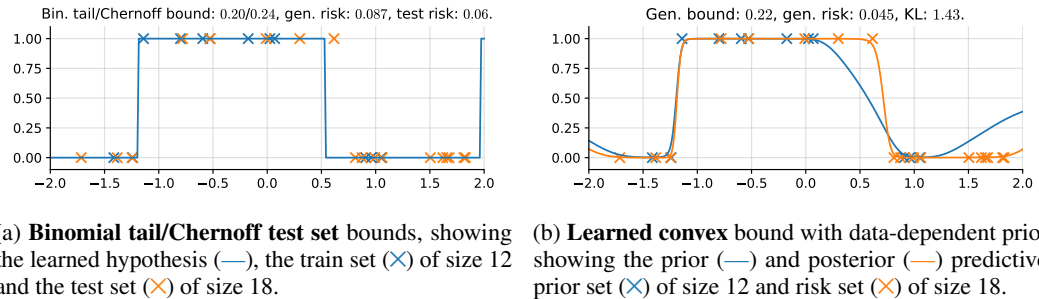 Bin. tail/Chernoff bound: 0.20/0.24, gen. risk: 0.087, test risk: 0.06.
1.00
0.75
0.50
0.25
0.00
−2.0 −1.5 −1.0 −0.5 0.0 0.5 1.0 1.5 2.0
Gen. bound: 0.22, gen. risk: 0.045, KL: 1.43.
1.00
0.75
0.50
0.25
0.00
−2.0 −1.5 −1.0 −0.5 0.0 0.5 1.0 1.5 2.0
(a) Binomial tail/Chernoff test set bounds, showing
the learned hypothesis (—), the train set (×) of size 12
and the test set (×) of size 18.
(b) Learned convex bound with data-dependent prior
showing the prior (—) and posterior (—) predictive
prior set (×) of size 12 and risk set (×) of size 18.